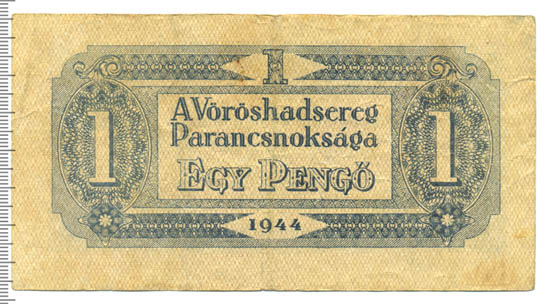 1
A Vöröshadsereg
Parancsnoksága
1 EGY PENGŐ 1
1944